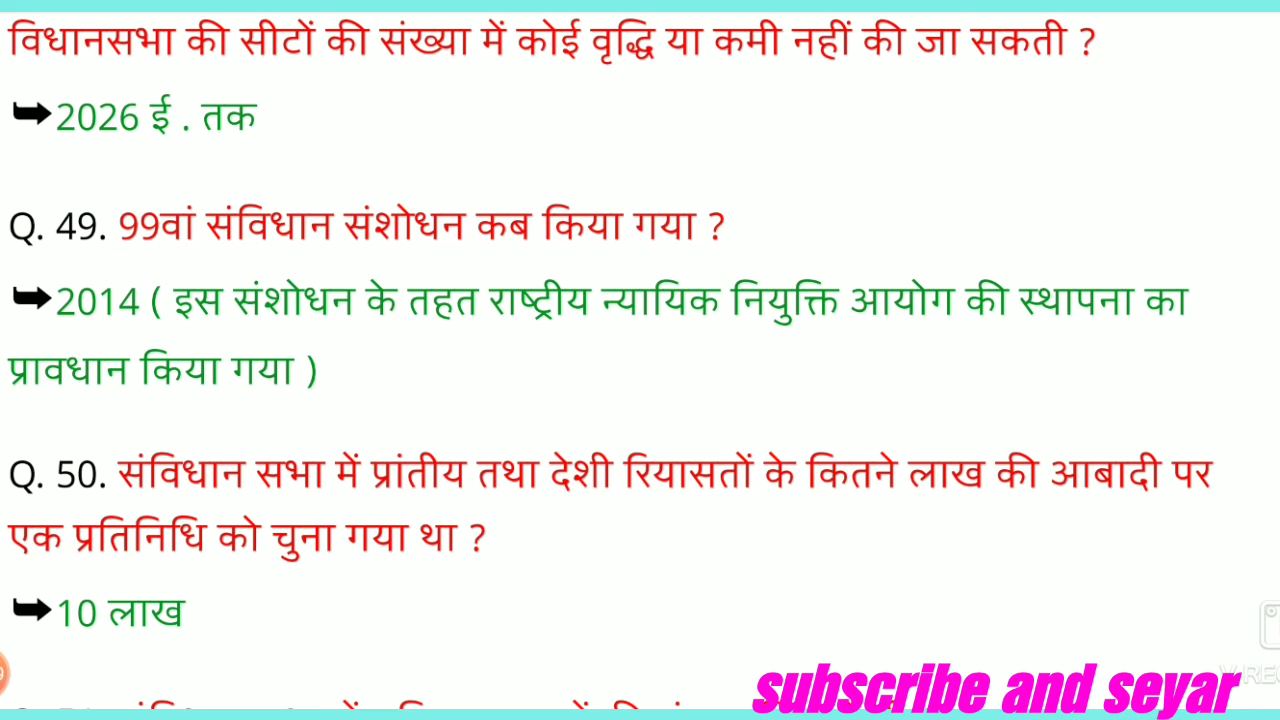 विधानसभा की सीटों की संख्या में कोई वृद्धि या कमी नहीं की जा सकती ?
➥2026 ई . तक
Q. 49. 99वां संविधान संशोधन कब किया गया ?
➥2014 ( इस संशोधन के तहत राष्ट्रीय न्यायिक नियुक्ति आयोग की स्थापना का
प्रावधान किया गया )
Q. 50. संविधान सभा में प्रांतीय तथा देशी रियासतों के कितने लाख की आबादी पर
एक प्रतिनिधि को चुना गया था ?
➥10 लाख
subscribe and seyar